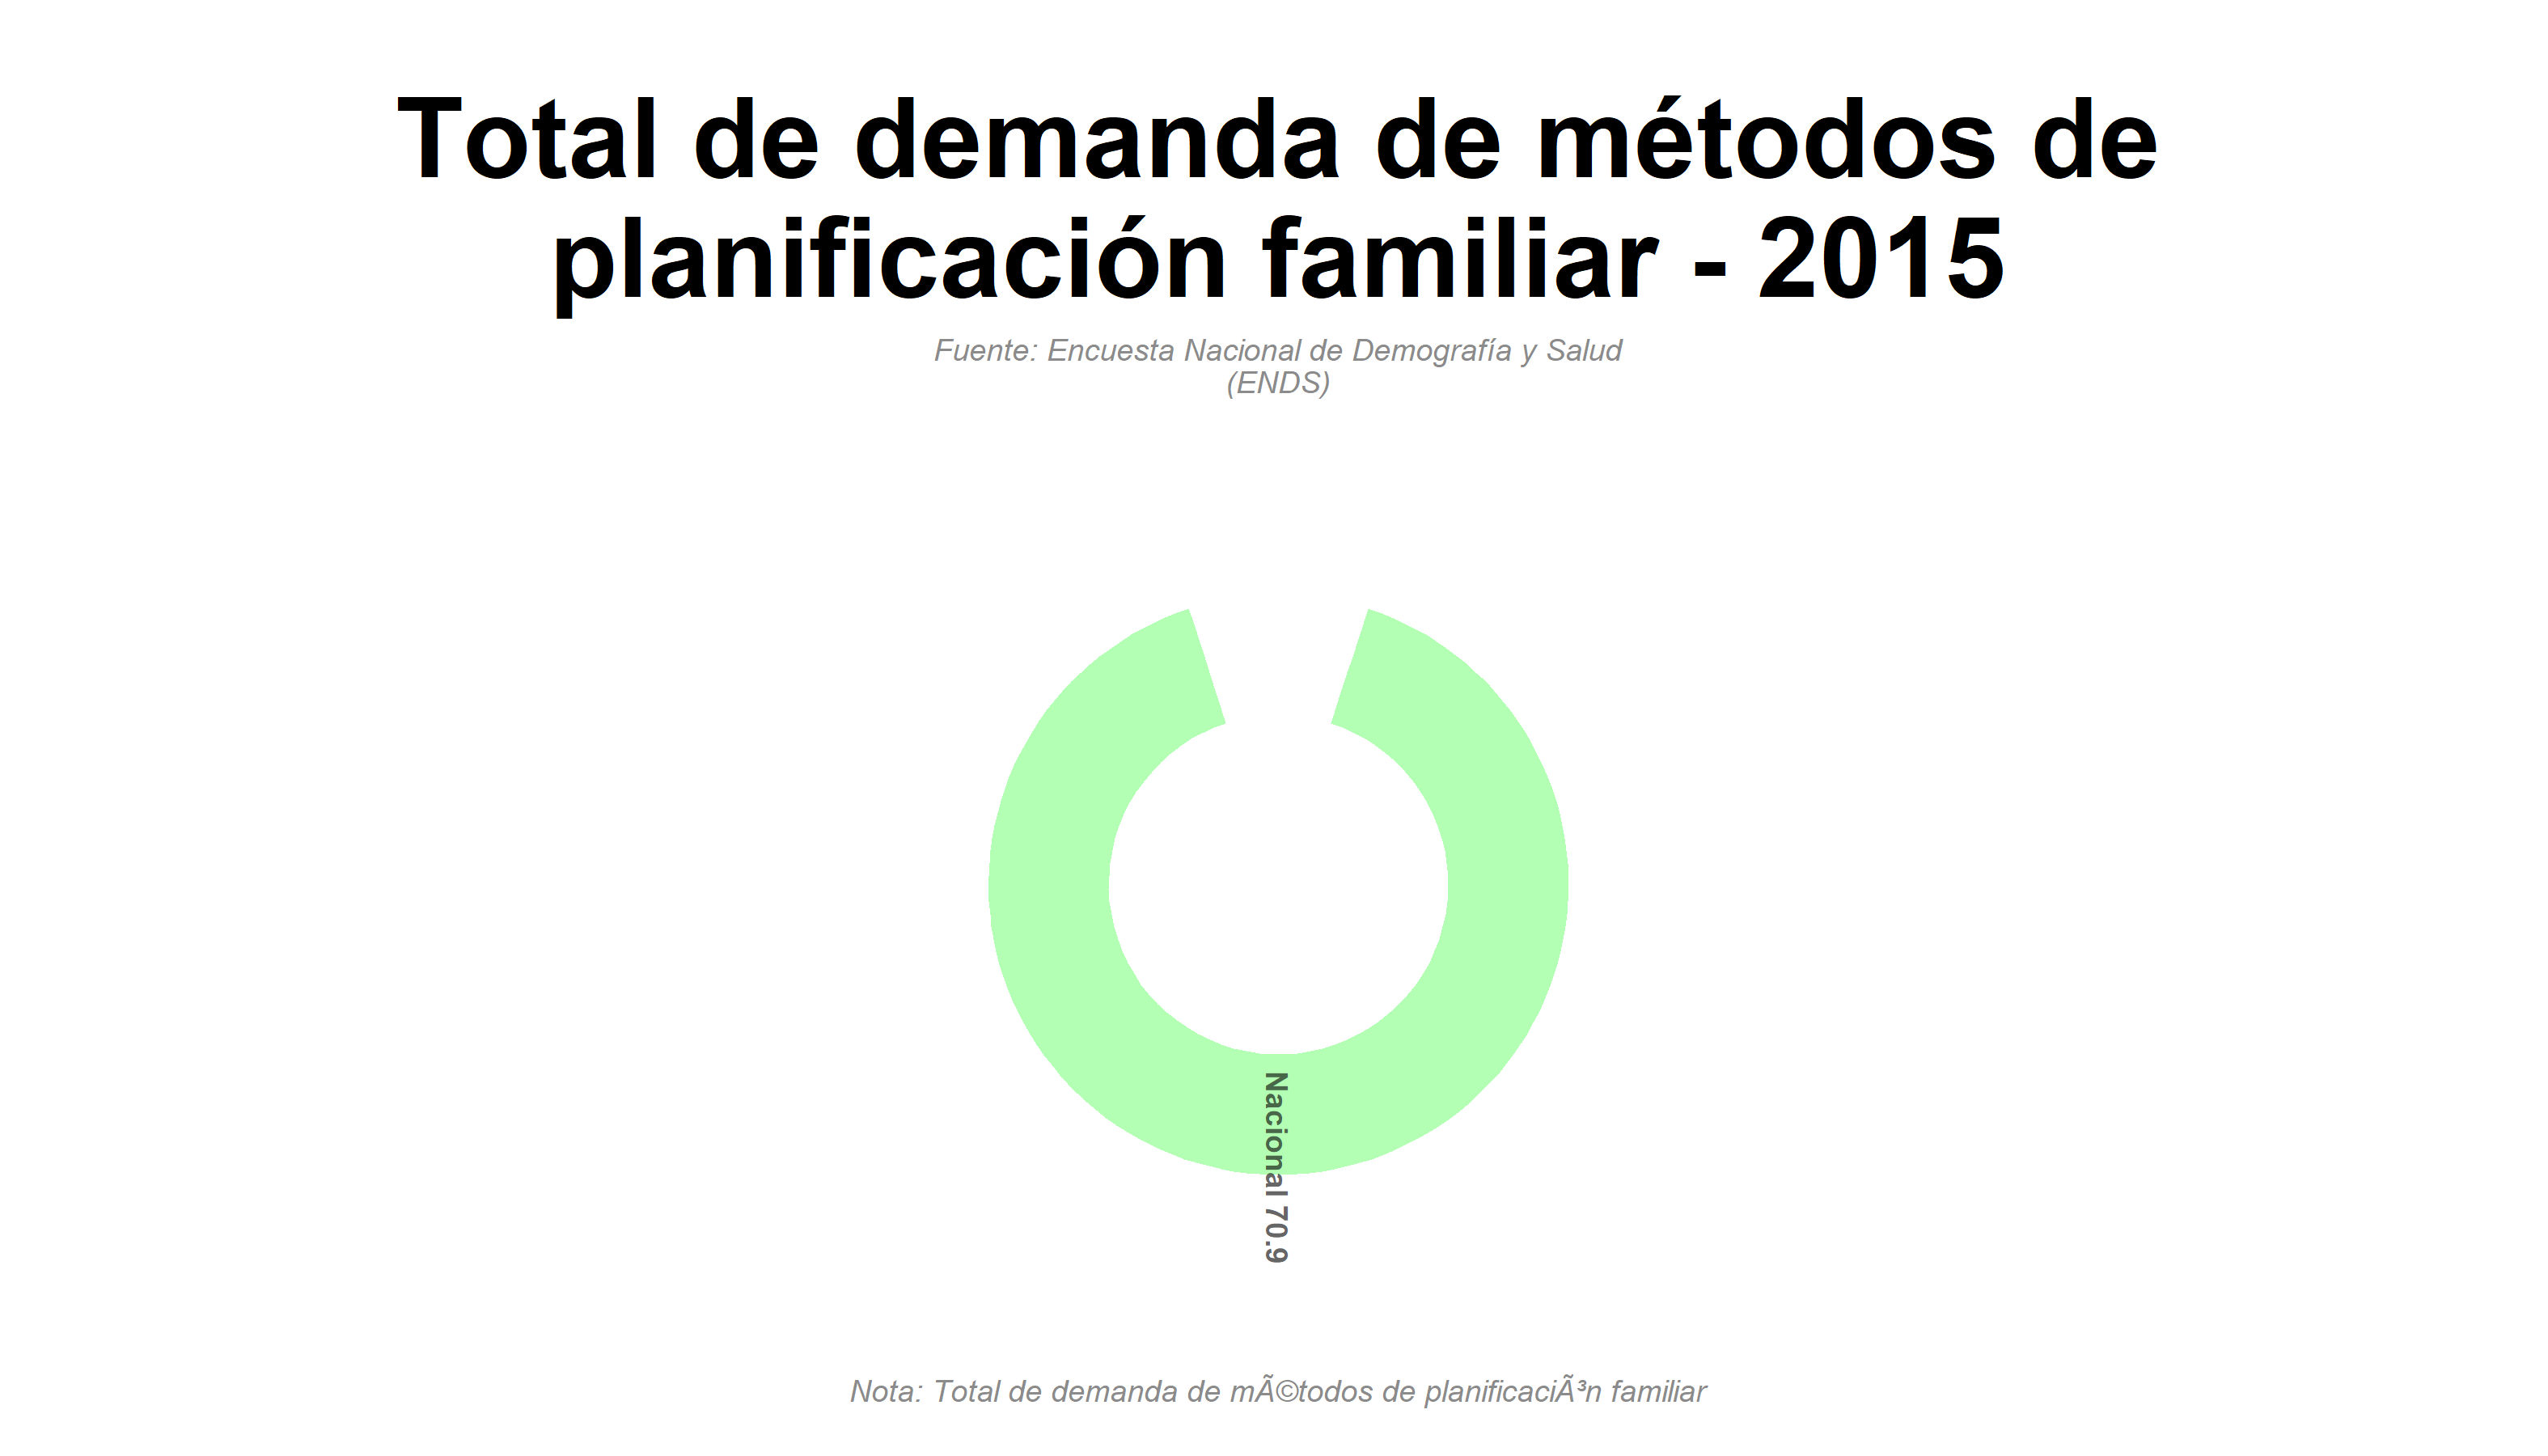 Total de demanda de métodos de
planificación familiar - 2015
Fuente: Encuesta Nacional de Demografía y Salud
(ENDS)
Nacional 70.9
Nota: Total de demanda de mÃ©todos de planificaciÃ³n familiar